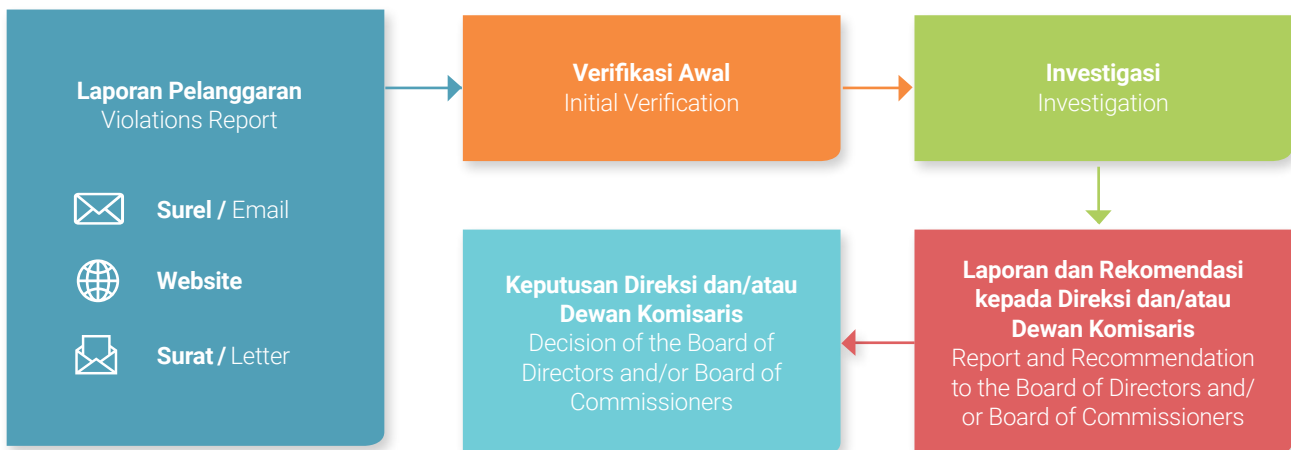 Laporan Pelanggaran
Violations Report
Surel / Email
Website
Surat / Letter
Verifikasi Awal
Initial Verification
Investigasi
Investigation
Laporan dan Rekomendasi
kepada Direksi dan/atau
Dewan Komisaris
Report and Recommendation
to the Board of Directors and/
or Board of Commissioners
Keputusan Direksi dan/atau
Dewan Komisaris
Decision of the Board of
Directors and/or Board of
Commissioners